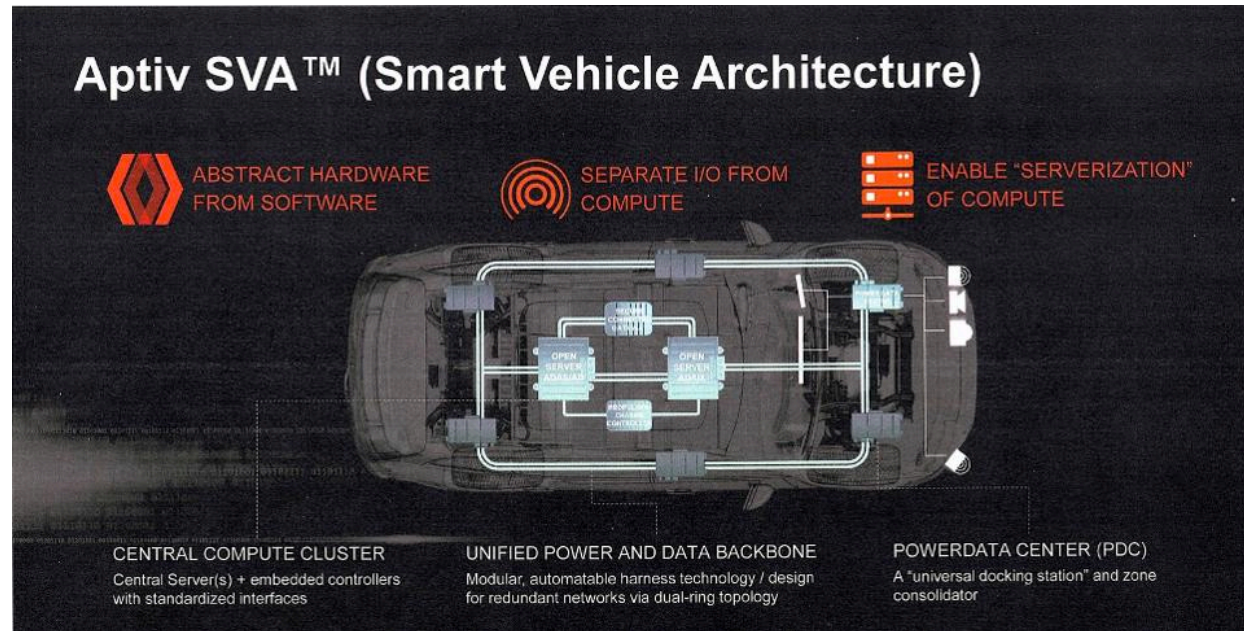 Aptiv SVA™ (Smart Vehicle Architecture)
ABSTRACT HARDWARE
FROM SOFTWARE
SEPARATE I/O FROM
COMPUTE
ENABLE “SERVERIZATION”
OF COMPUTE
OPEN
SERVER
ADAS/AD
OPEN
SERVER
CENTRAL COMPUTE CLUSTER
Central Server(s) + embedded controllers
with standardized interfaces
UNIFIED POWER AND DATA BACKBONE
Modular, automatable harness technology / design
for redundant networks via dual-ring topology
POWERDATA CENTER (PDC)
A “universal docking station” and zone
consolidator